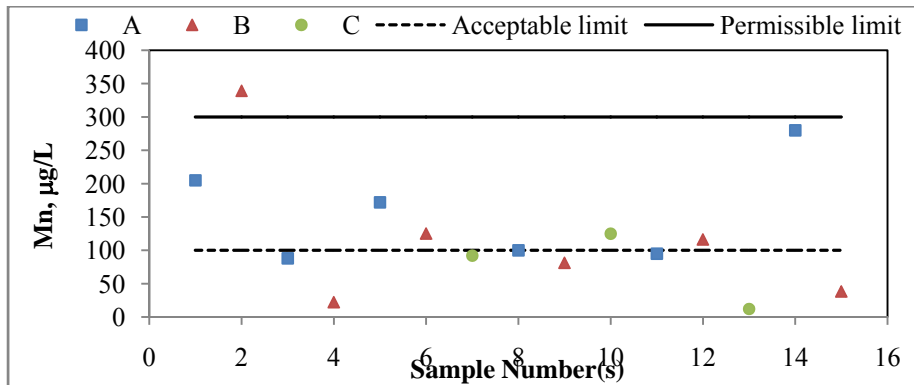 A B C Acceptable limit Permissible limit
400
350
300
250
200
150
100
50
0
Mn, µg/L
0 2 4 6 8 10 12 14 16
Sample Number(s)